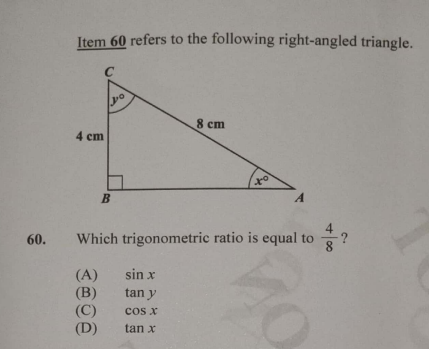 Item 60 refers to the following right-angled triangle.
C
y°
8 cm
4 cm
x°
B
A
60. Which trigonometric ratio is equal to 4/8 ?
(A) sin x
(B) tan y
(C) cos x
(D) tan x